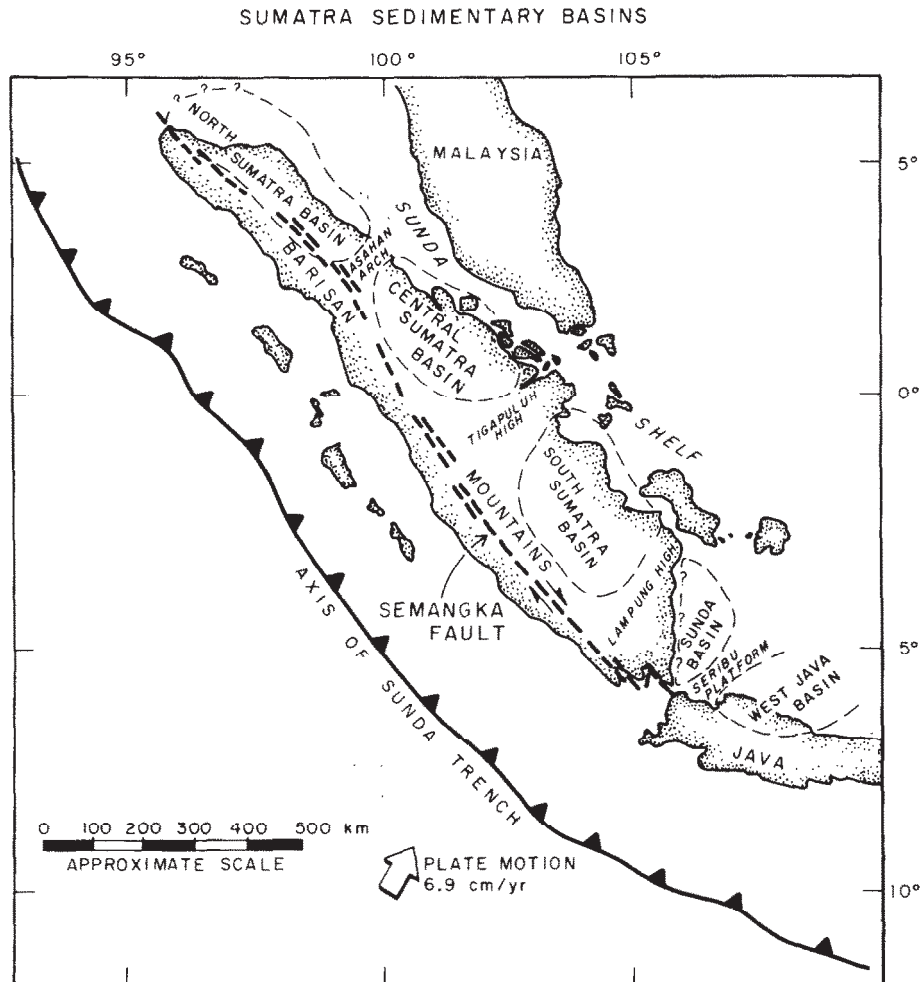 SUMATRA SEDIMENTARY BASINS
95°
100°
105°
? ? ?
NORTH
SUMATRA BASIN
MALAYSIA
5°
SUNDA
SHELF
ASAHAN
ARCH
BARISAN
MOUNTAINS
CENTRAL
SUMATRA
BASIN
0°
TIGAPULUH
HIGH
SOUTH
SUMATRA
BASIN
SEMANGKA
FAULT
LAMPUNG HIGH
?
SUNDA
BASIN
?
5°
SERIBU
PLATFORM
WEST JAVA
BASIN
JAVA
AXIS OF SUNDA TRENCH
0 100 200 300 400 500 km
APPROXIMATE SCALE
PLATE MOTION
6.9 cm/yr
10°